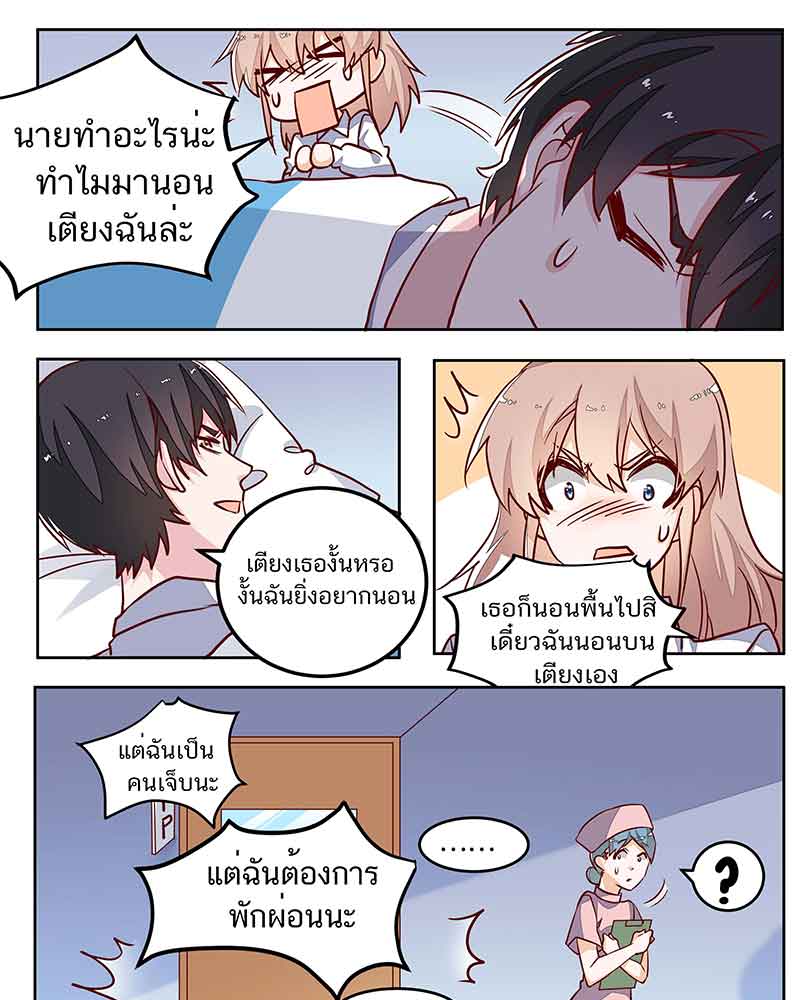 นายทำอะไรน่ะ
ทำไมมานอน
เตียงฉันล่ะ
เตียงเธองั้นหรอ
งั้นฉันยิ่งอยากนอน
เธอก็นอนพื้นไปสิ
เดี๋ยวฉันนอนบน
เตียงเอง
แต่ฉันเป็น
คนเจ็บนะ
P
แต่ฉันต้องการ
พักผ่อนนะ
......
?